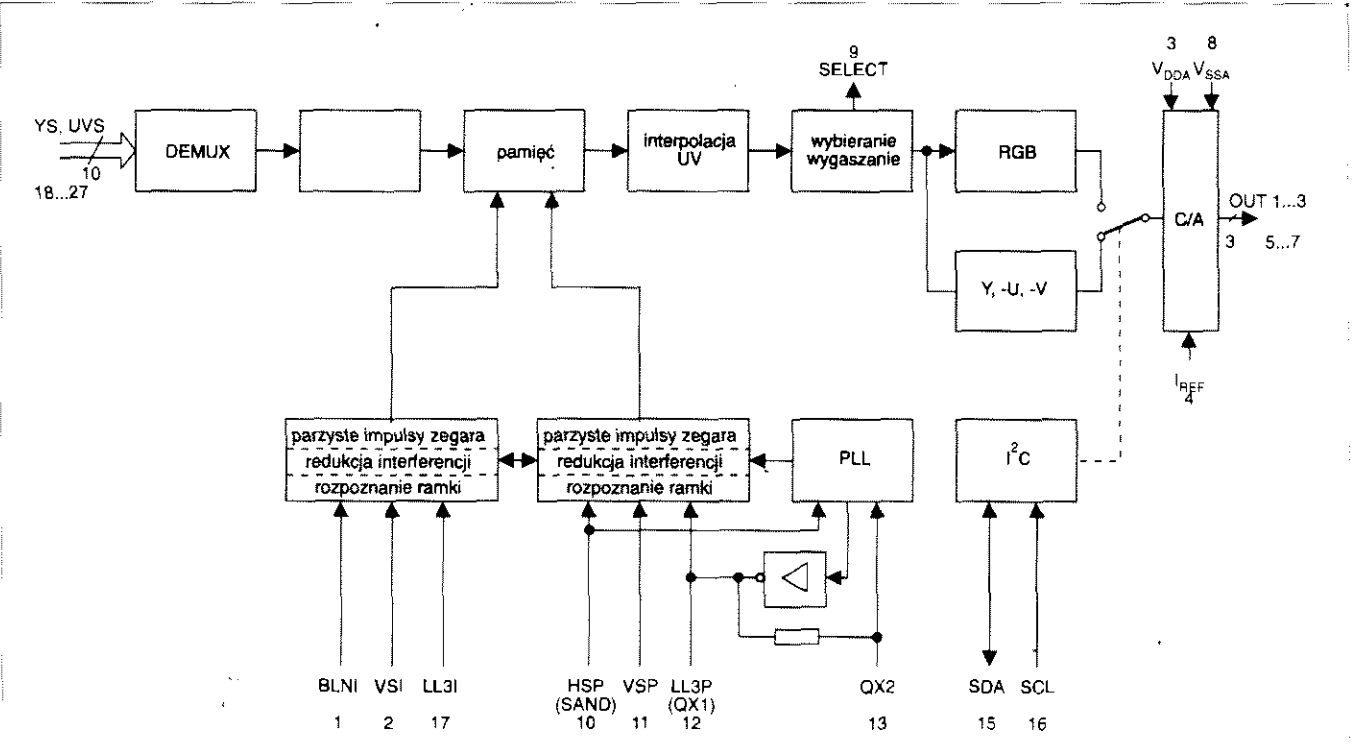 9
SELECT
3 8
V_DDA V_SSA
YS, UVS
10
18...27
DEMUX
pamięć
interpolacja
UV
wybieranie
wygaszanie
RGB
Y, -U, -V
C/A
OUT 1...3
3 5...7
I_REF
4
parzyste impulsy zegara
redukcja interferencji
rozpoznanie ramki
parzyste impulsy zegara
redukcja interferencji
rozpoznanie ramki
PLL
I²C
BLNI VSI LL3I
1 2 17
HSP VSP LL3P
(SAND) (QX1)
10 11 12
QX2
13
SDA SCL
15 16